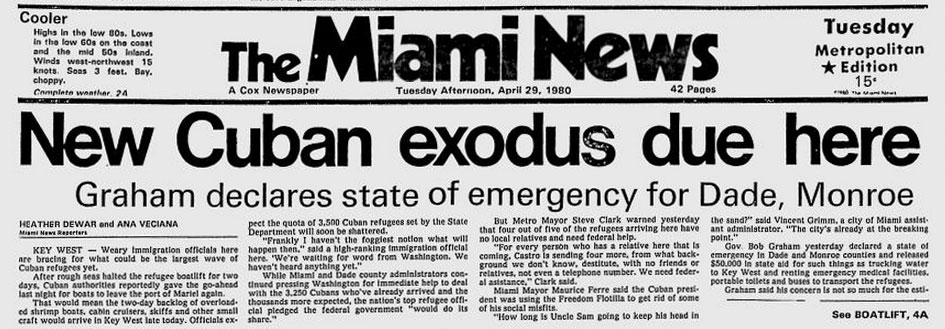 Cooler
Highs in the low 80s. Lows
in the low 60s on the coast
and the mid 50s inland.
Winds west-northwest 15
knots. Seas 3 feet. Bay,
choppy.
Complete weather, 2A
The Miami News
A Cox Newspaper
Tuesday Afternoon, April 29, 1980
42 Pages
Tuesday
Metropolitan
★ Edition
15¢
©1980 The Miami News
New Cuban exodus due here
Graham declares state of emergency for Dade, Monroe
HEATHER DEWAR and ANA VECIANA
Miami News Reporters
KEY WEST — Weary immigration officials here
are bracing for what could be the largest wave of
Cuban refugees yet.
After rough seas halted the refugee boatlift for two
days, Cuban authorities reportedly gave the go-ahead
last night for boats to leave the port of Mariel again.
That would mean the two-day backlog of overload-
ed shrimp boats, cabin cruisers, skiffs and other small
craft would arrive in Key West late today. Officials ex-
pect the quota of 3,500 Cuban refugees set by the State
Department will soon be shattered.
"Frankly I haven't the foggiest notion what will
happen then," said a high-ranking immigration official
here. "We're waiting for word from Washington. We
haven't heard anything yet."
While Miami and Dade county administrators con-
tinued pressing Washington for immediate help to deal
with the 3,250 Cubans who've already arrived and the
thousands more expected, the nation's top refugee offi-
cial pledged the federal government "would do its
share."
But Metro Mayor Steve Clark warned yesterday
that four out of five of the refugees arriving here have
no local relatives and need federal help.
"For every person who has a relative here that is
coming, Castro is sending four more, from what back-
ground we don't know, destitute, with no friends or
relatives, not even a telephone number. We need feder-
al asistance," Clark said.
Miami Mayor Maurice Ferre said the Cuban presi-
dent was using the Freedom Flotilla to get rid of some
of his social misfits.
"How long is Uncle Sam going to keep his head in
the sand?" said Vincent Grimm, a city of Miami assist-
ant administrator. "The city's already at the breaking
point."
Gov. Bob Graham yesterday declared a state of
emergency in Dade and Monroe counties and released
$50,000 in state aid for such things as trucking water
to Key West and renting emergency medical facilities,
portable toilets and buses to transport the refugees.
Graham said his concern is not so much for the esti-
See BOATLIFT, 4A